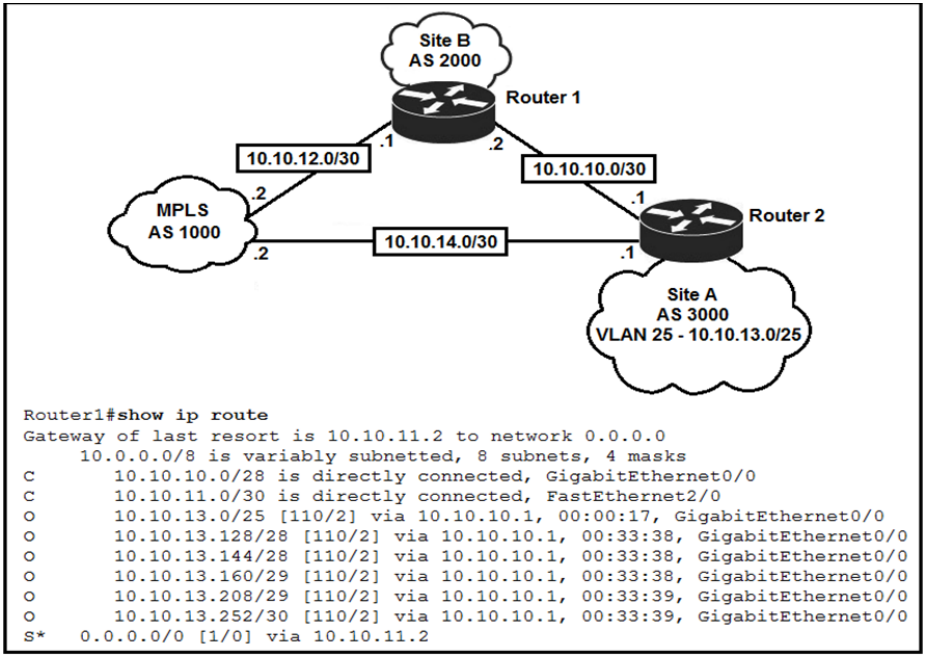 Site B
AS 2000
Router 1
.1
.2
10.10.12.0/30
10.10.10.0/30
.2
.1
MPLS
AS 1000
Router 2
10.10.14.0/30
.2
.1
Site A
AS 3000
VLAN 25 - 10.10.13.0/25
Router1#show ip route
Gateway of last resort is 10.10.11.2 to network 0.0.0.0
10.0.0.0/8 is variably subnetted, 8 subnets, 4 masks
C 10.10.10.0/28 is directly connected, GigabitEthernet0/0
C 10.10.11.0/30 is directly connected, FastEthernet2/0
O 10.10.13.0/25 [110/2] via 10.10.10.1, 00:00:17, GigabitEthernet0/0
O 10.10.13.128/28 [110/2] via 10.10.10.1, 00:33:38, GigabitEthernet0/0
O 10.10.13.144/28 [110/2] via 10.10.10.1, 00:33:38, GigabitEthernet0/0
O 10.10.13.160/29 [110/2] via 10.10.10.1, 00:33:38, GigabitEthernet0/0
O 10.10.13.208/29 [110/2] via 10.10.10.1, 00:33:39, GigabitEthernet0/0
O 10.10.13.252/30 [110/2] via 10.10.10.1, 00:33:39, GigabitEthernet0/0
S* 0.0.0.0/0 [1/0] via 10.10.11.2